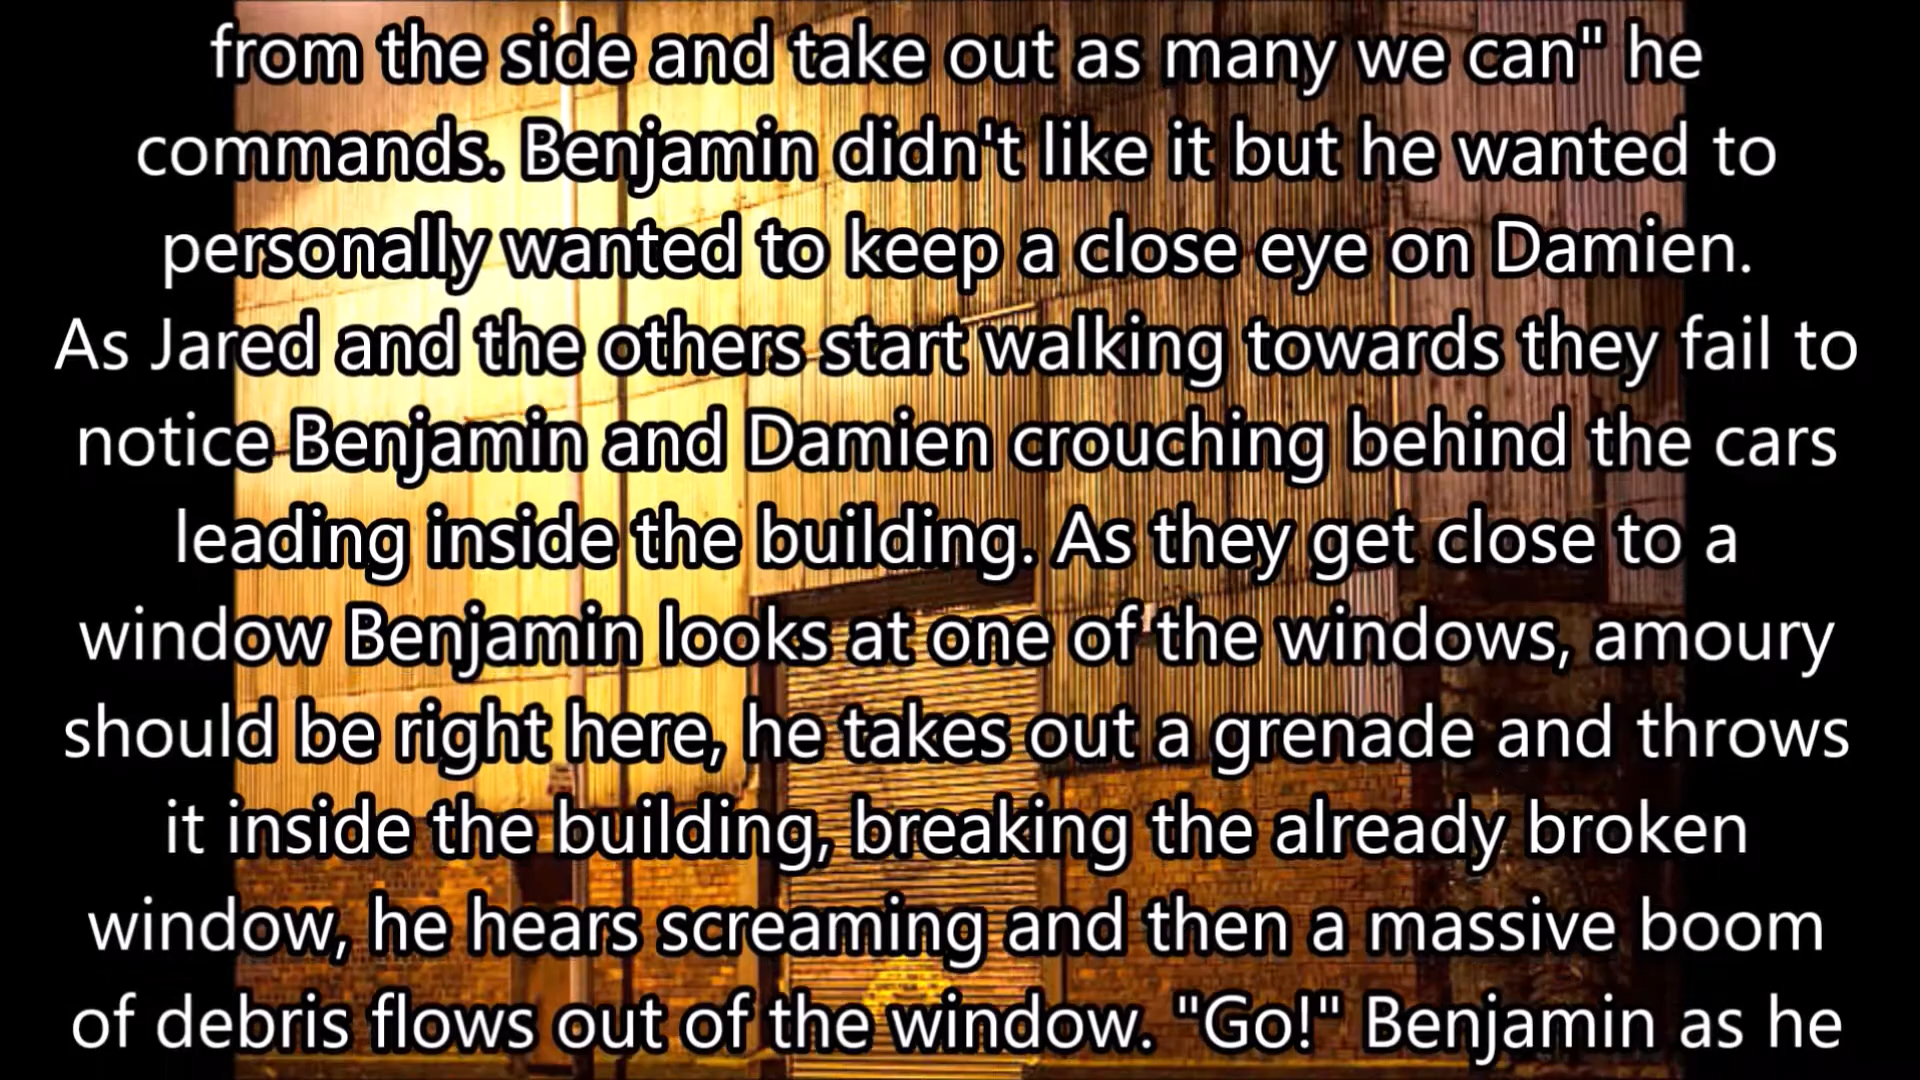 from the side and take out as many we can" he
commands. Benjamin didn't like it but he wanted to
personally wanted to keep a close eye on Damien.
As Jared and the others start walking towards they fail to
notice Benjamin and Damien crouching behind the cars
leading inside the building. As they get close to a
window Benjamin looks at one of the windows, amoury
should be right here, he takes out a grenade and throws
it inside the building, breaking the already broken
window, he hears screaming and then a massive boom
of debris flows out of the window. "Go!" Benjamin as he